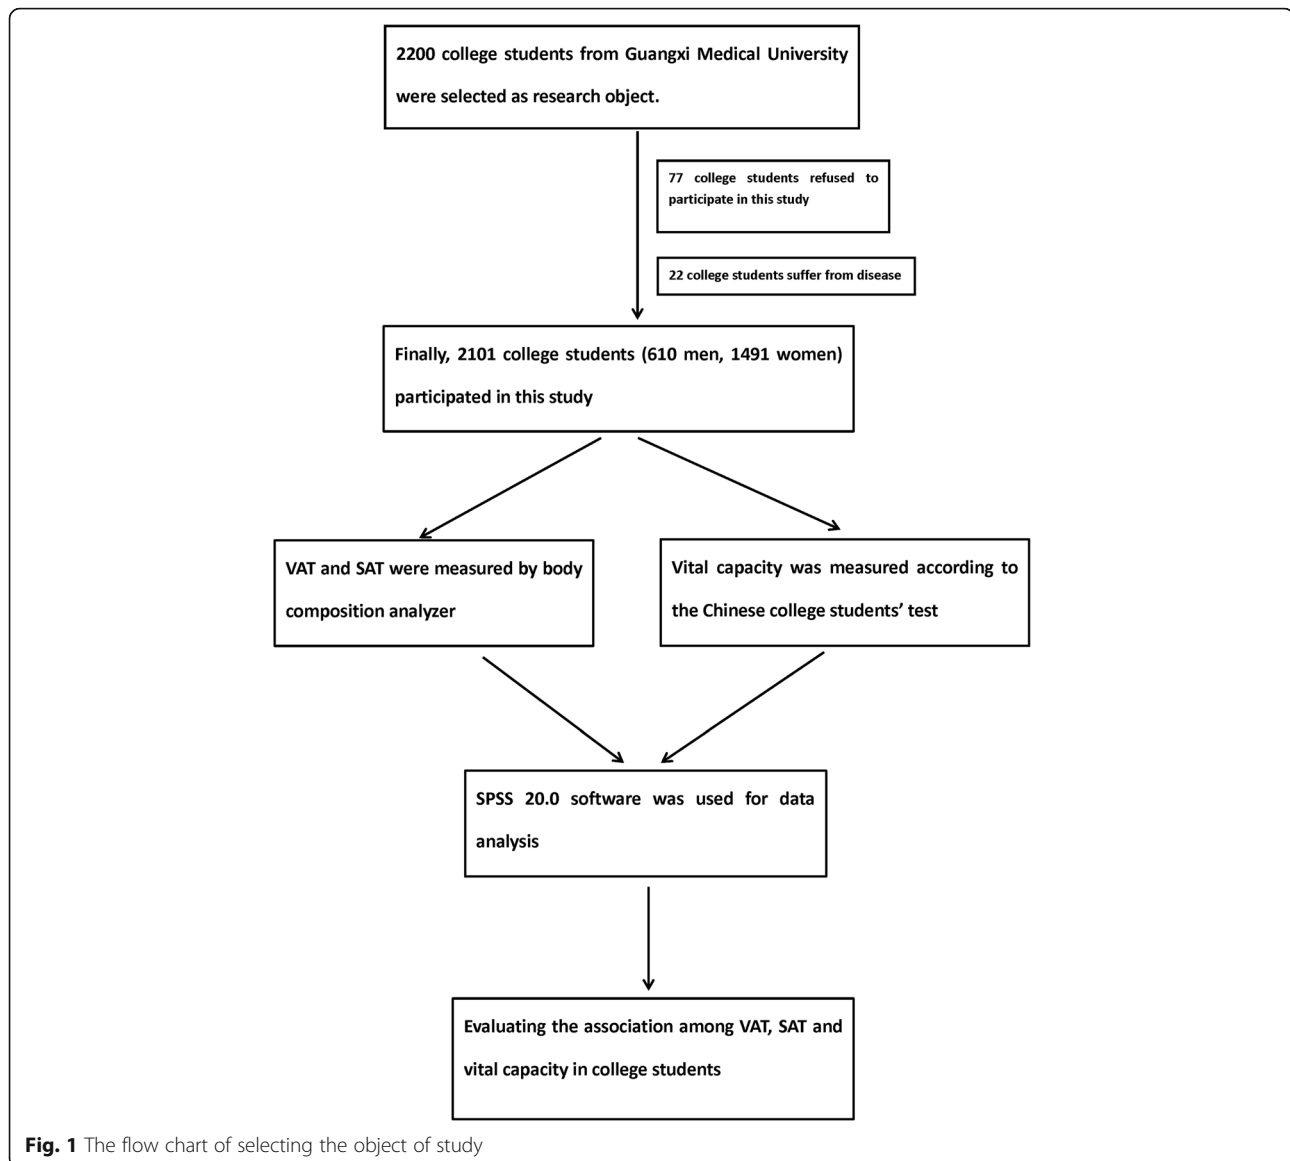 2200 college students from Guangxi Medical University
were selected as research object.
77 college students refused to
participate in this study
22 college students suffer from disease
Finally, 2101 college students (610 men, 1491 women)
participated in this study
VAT and SAT were measured by body
composition analyzer
Vital capacity was measured according to
the Chinese college students’ test
SPSS 20.0 software was used for data
analysis
Evaluating the association among VAT, SAT and
vital capacity in college students
Fig. 1 The flow chart of selecting the object of study